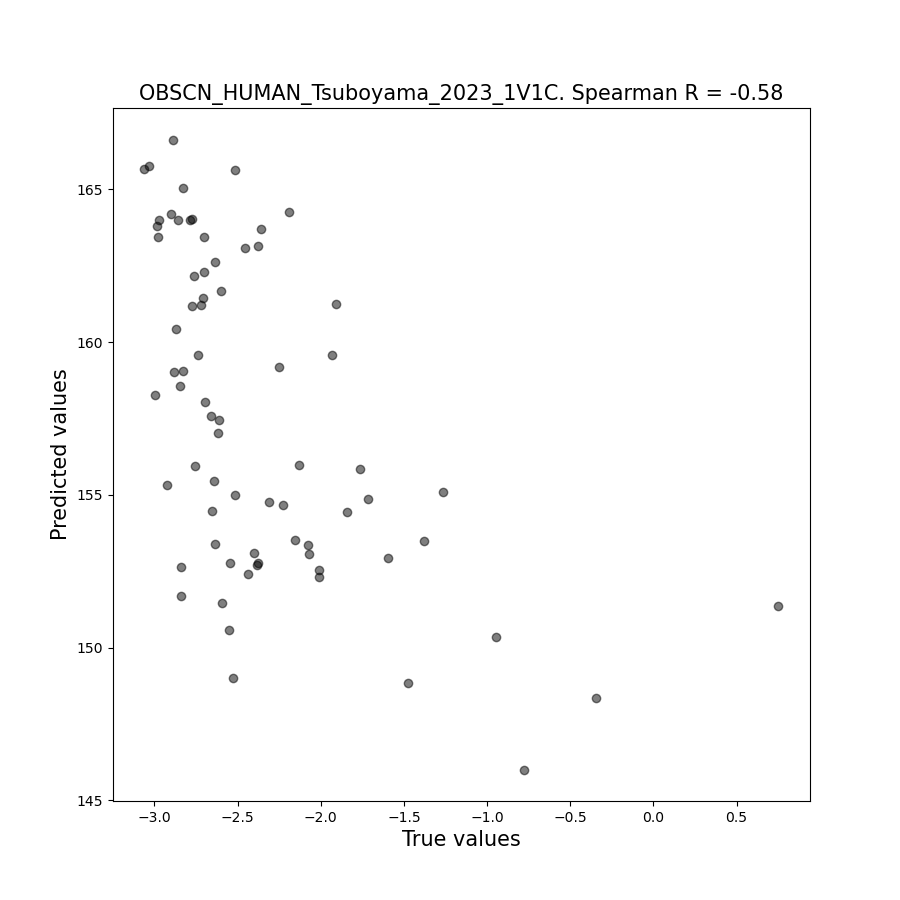 OBSCN_HUMAN_Tsuboyama_2023_1V1C. Spearman R = -0.58
165
160
155
150
145
Predicted values
−3.0 −2.5 −2.0 −1.5 −1.0 −0.5 0.0 0.5
True values